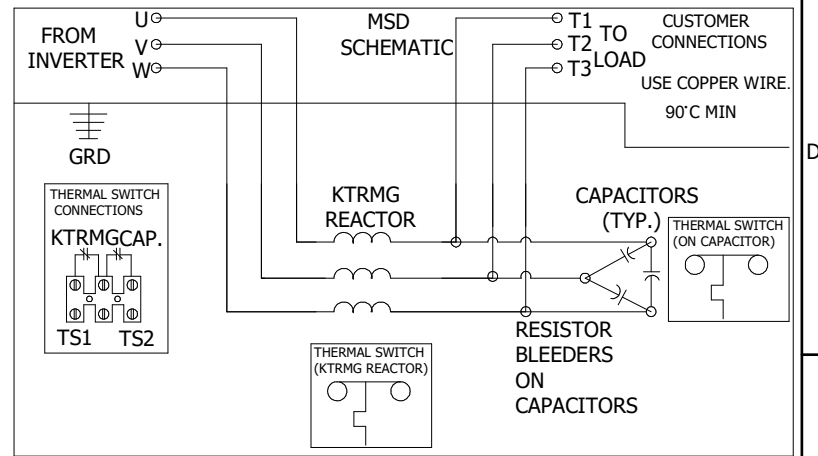 FROM
INVERTER
U
V
W
MSD
SCHEMATIC
T1
T2
T3
TO
LOAD
CUSTOMER
CONNECTIONS
USE COPPER WIRE.
90°C MIN
GRD
D
THERMAL SWITCH
CONNECTIONS
KTRMG CAP.
TS1 TS2
KTRMG
REACTOR
CAPACITORS
(TYP.)
THERMAL SWITCH
(ON CAPACITOR)
THERMAL SWITCH
(KTRMG REACTOR)
RESISTOR
BLEEDERS
ON
CAPACITORS